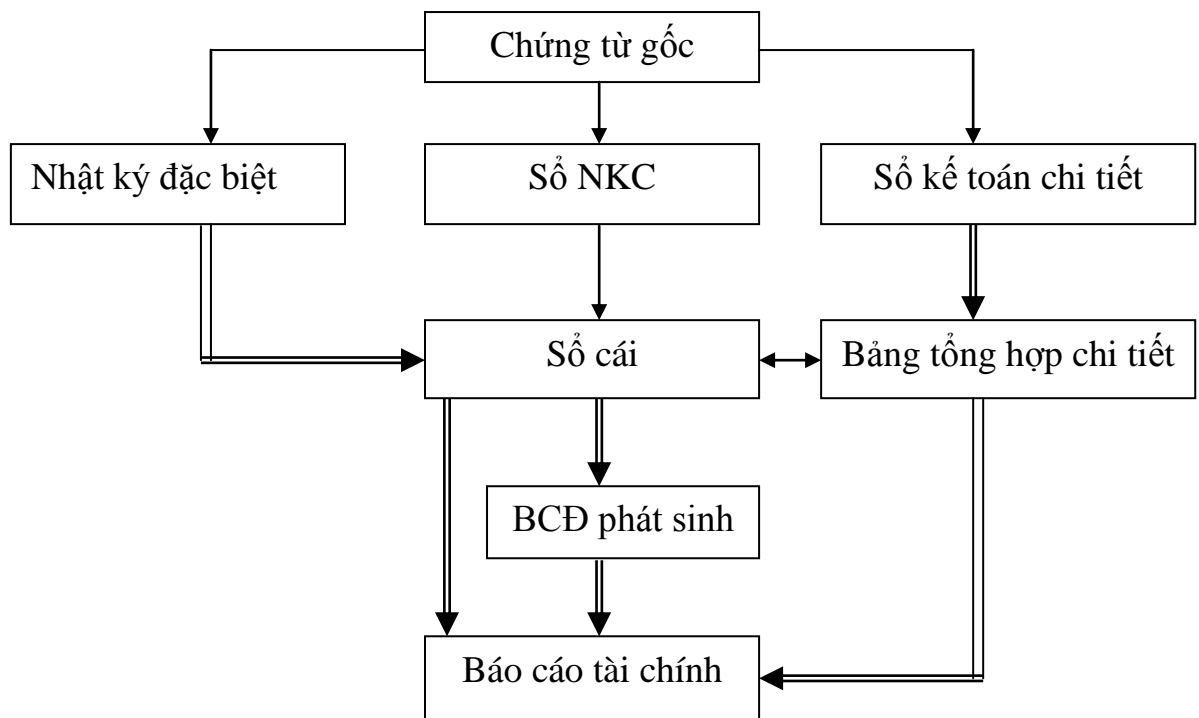 Chứng từ gốc
Nhật ký đặc biệt
Sổ NKC
Sổ kế toán chi tiết
Sổ cái
Bảng tổng hợp chi tiết
BCĐ phát sinh
Báo cáo tài chính